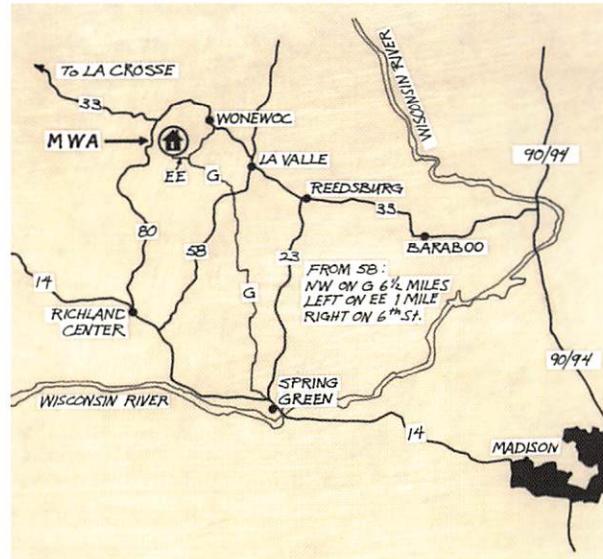 TO LA CROSSE
33
WONEWOC
MWA
EE
G
LA VALLE
REEDSBURG
33
BARABOO
WISCONSIN RIVER
90/94
80
58
23
G
FROM 58:
NW ON G 6½ MILES
LEFT ON EE 1 MILE
RIGHT ON 6th ST.
14
RICHLAND
CENTER
WISCONSIN RIVER
SPRING
GREEN
14
90/94
MADISON